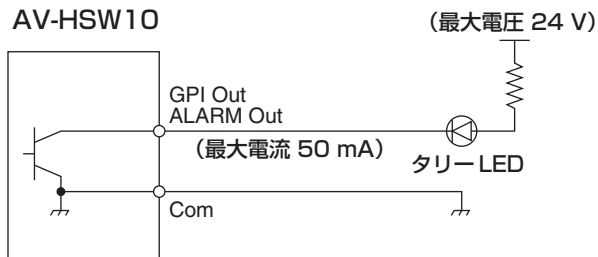 AV-HSW10
（最大電圧 24 V）
GPI Out
ALARM Out
（最大電流 50 mA）
タリー LED
Com